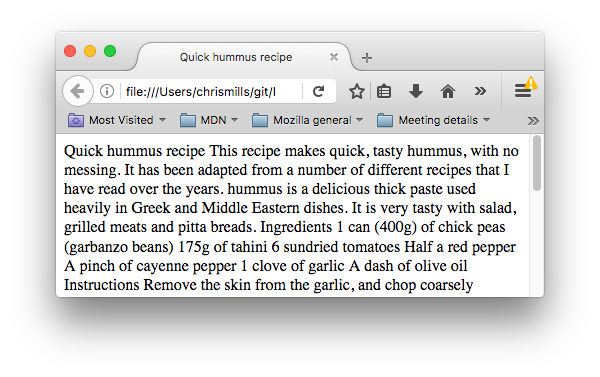 Quick hummus recipe
file:///Users/chrismills/git/l
Most Visited MDN Mozilla general Meeting details
Quick hummus recipe This recipe makes quick, tasty hummus, with no
messing. It has been adapted from a number of different recipes that I
have read over the years. hummus is a delicious thick paste used
heavily in Greek and Middle Eastern dishes. It is very tasty with salad,
grilled meats and pitta breads. Ingredients 1 can (400g) of chick peas
(garbanzo beans) 175g of tahini 6 sundried tomatoes Half a red pepper
A pinch of cayenne pepper 1 clove of garlic A dash of olive oil
Instructions Remove the skin from the garlic, and chop coarsely